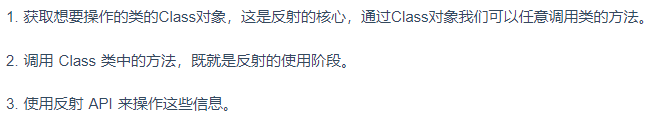 1. 获取想要操作的类的Class对象，这是反射的核心，通过Class对象我们可以任意调用类的方法。
2. 调用 Class 类中的方法，既就是反射的使用阶段。
3. 使用反射 API 来操作这些信息。